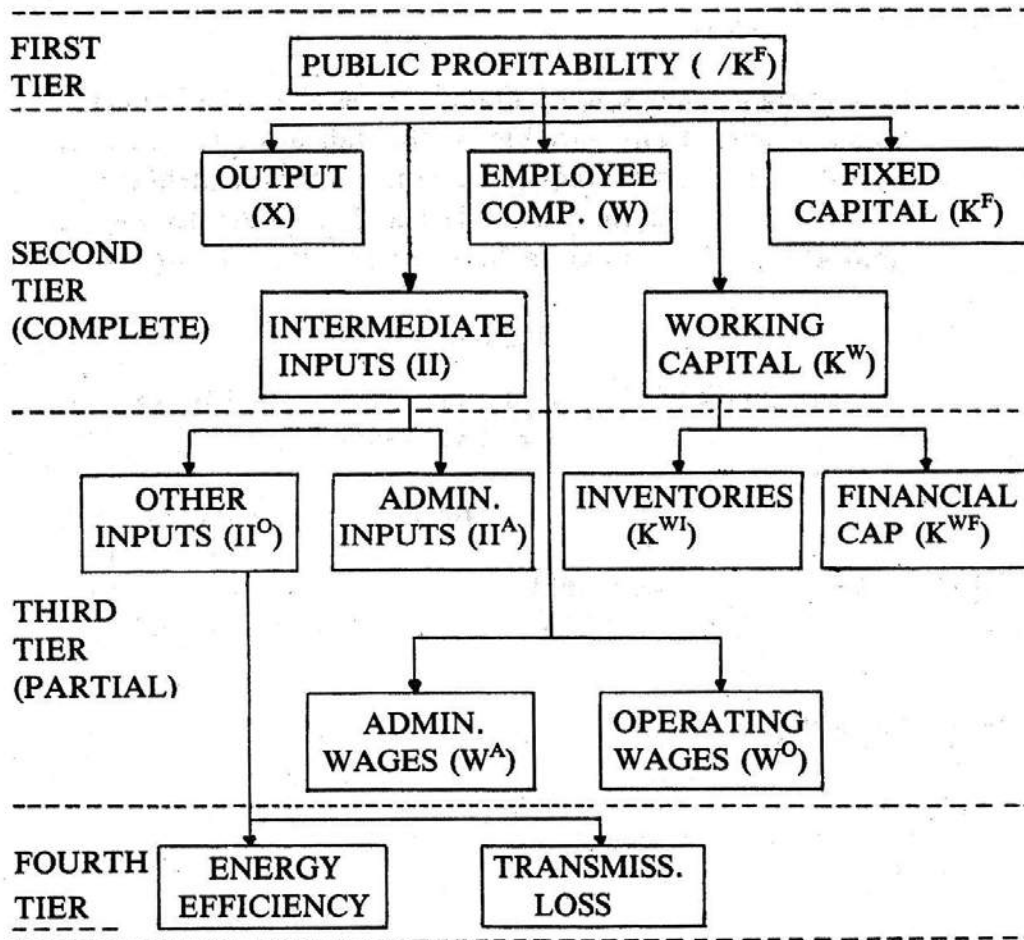 FIRST
TIER
PUBLIC PROFITABILITY ( /K^F)
SECOND
TIER
(COMPLETE)
OUTPUT
(X)
EMPLOYEE
COMP. (W)
FIXED
CAPITAL (K^F)
INTERMEDIATE
INPUTS (II)
WORKING
CAPITAL (K^W)
THIRD
TIER
(PARTIAL)
OTHER
INPUTS (II^O)
ADMIN.
INPUTS (II^A)
INVENTORIES
(K^WI)
FINANCIAL
CAP (K^WF)
ADMIN.
WAGES (W^A)
OPERATING
WAGES (W^O)
FOURTH
TIER
ENERGY
EFFICIENCY
TRANSMISS.
LOSS